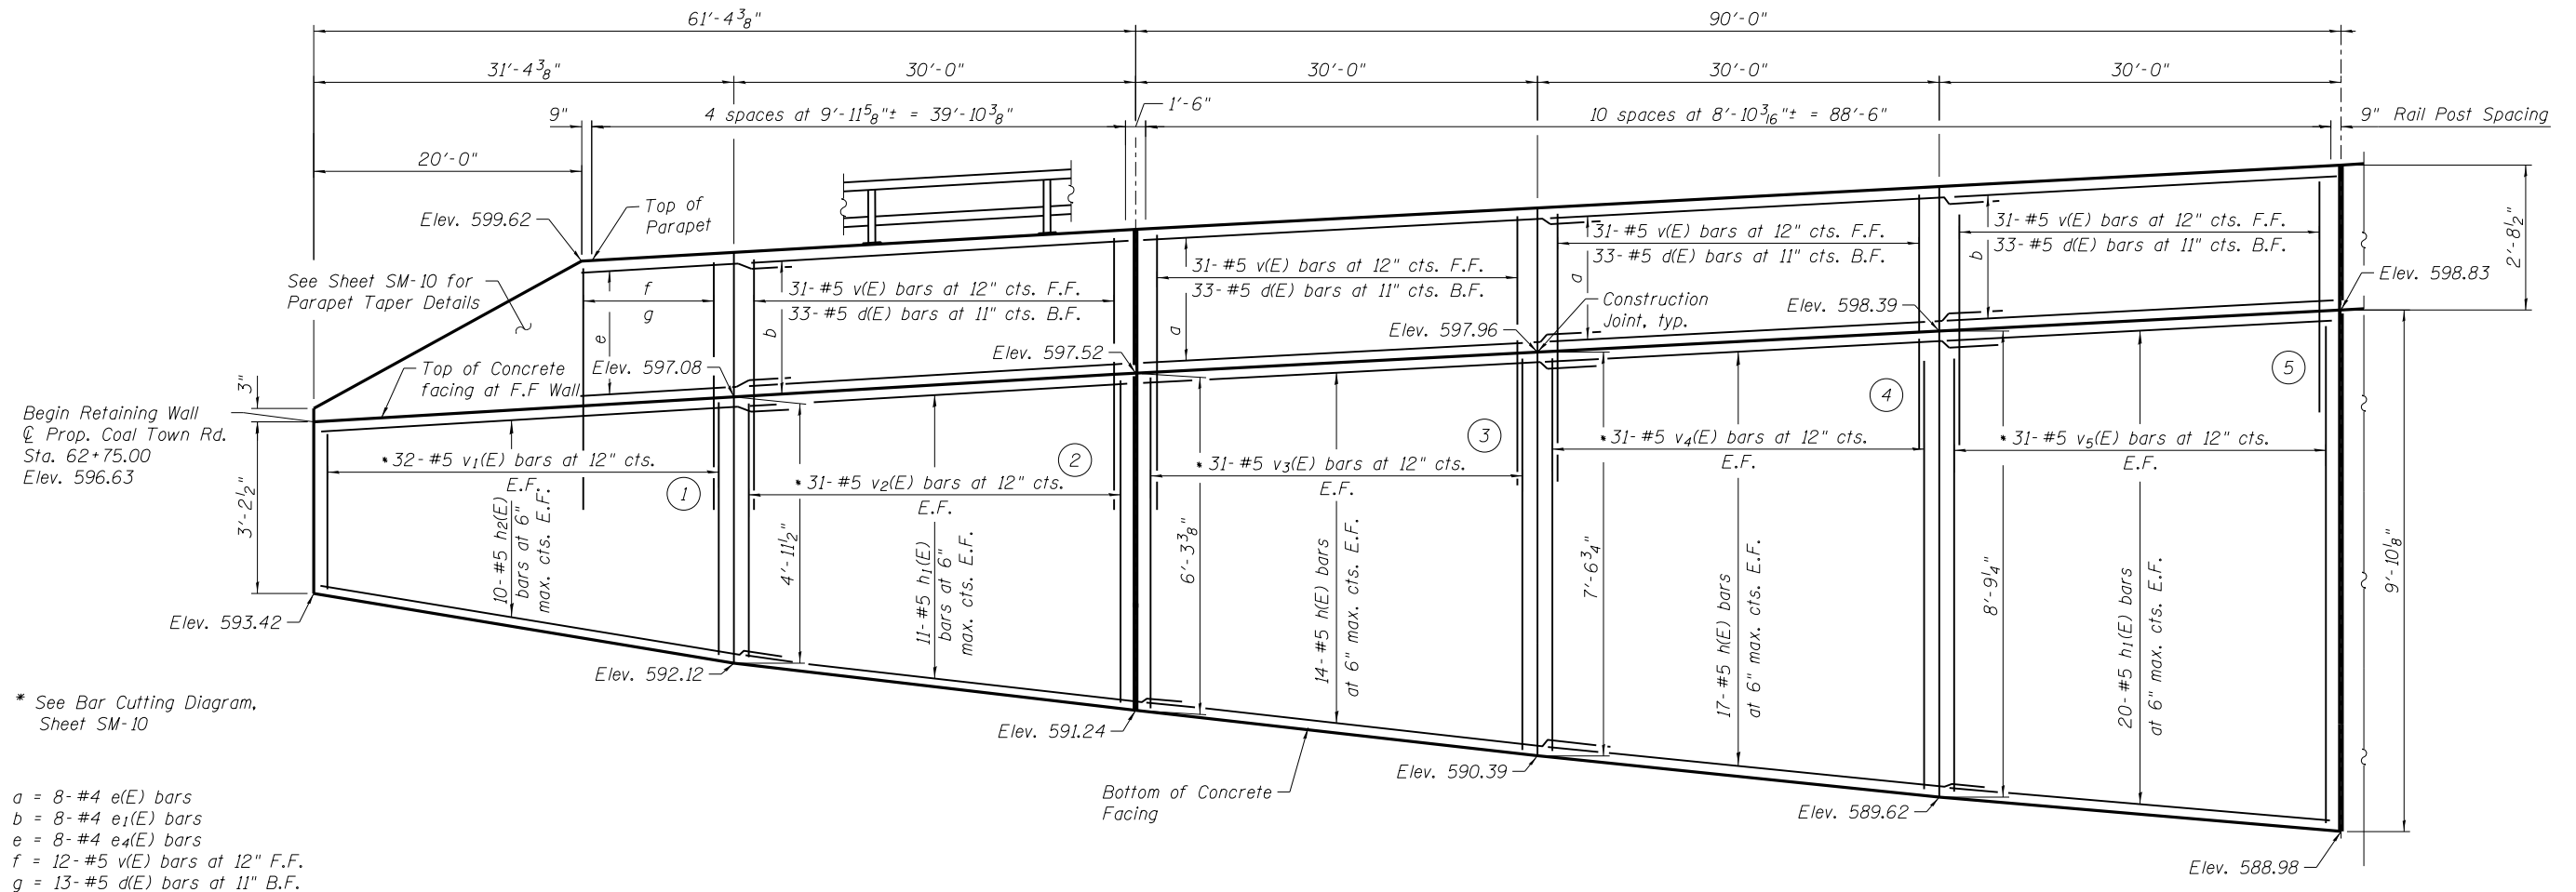 61'-4 3/8"
90'-0"
31'-4 3/8"
30'-0"
30'-0"
30'-0"
30'-0"
9"
4 spaces at 9'-11 5/8"± = 39'-10 3/8"
1'-6"
10 spaces at 8'-10 3/16"± = 88'-6"
9" Rail Post Spacing
20'-0"
Elev. 599.62
Top of
Parapet
See Sheet SM-10 for
Parapet Taper Details
f
g
e
b
31-#5 v(E) bars at 12" cts. F.F.
33-#5 d(E) bars at 11" cts. B.F.
a
31-#5 v(E) bars at 12" cts. F.F.
33-#5 d(E) bars at 11" cts. B.F.
a
31-#5 v(E) bars at 12" cts. F.F.
33-#5 d(E) bars at 11" cts. B.F.
b
31-#5 v(E) bars at 12" cts. F.F.
33-#5 d(E) bars at 11" cts. B.F.
2'-8 1/2"
Elev. 598.83
Construction
Joint, typ.
Elev. 598.39
Elev. 597.96
Elev. 597.52
Elev. 597.08
Top of Concrete
facing at F.F Wall
3"
Begin Retaining Wall
℄ Prop. Coal Town Rd.
Sta. 62+75.00
Elev. 596.63
3'-2 1/2"
*32-#5 v1(E) bars at 12" cts.
E.F.
1
10-#5 h2(E)
bars at 6"
max. cts. E.F.
*31-#5 v2(E) bars at 12" cts.
E.F.
2
4'-11 1/2"
11-#5 h1(E)
bars at 6"
max. cts. E.F.
*31-#5 v3(E) bars at 12" cts.
E.F.
3
6'-3 3/8"
14-#5 h(E) bars
at 6" max. cts. E.F.
*31-#5 v4(E) bars at 12" cts.
E.F.
4
7'-6 3/4"
17-#5 h(E) bars
at 6" max. cts. E.F.
*31-#5 v5(E) bars at 12" cts.
E.F.
5
8'-9 1/4"
20-#5 h1(E) bars
at 6" max. cts. E.F.
9'-10 1/8"
Elev. 593.42
Elev. 592.12
Elev. 591.24
Elev. 590.39
Elev. 589.62
Elev. 588.98
Bottom of Concrete
Facing
* See Bar Cutting Diagram,
Sheet SM-10
a = 8-#4 e(E) bars
b = 8-#4 e1(E) bars
e = 8-#4 e4(E) bars
f = 12-#5 v(E) bars at 12" F.F.
g = 13-#5 d(E) bars at 11" B.F.